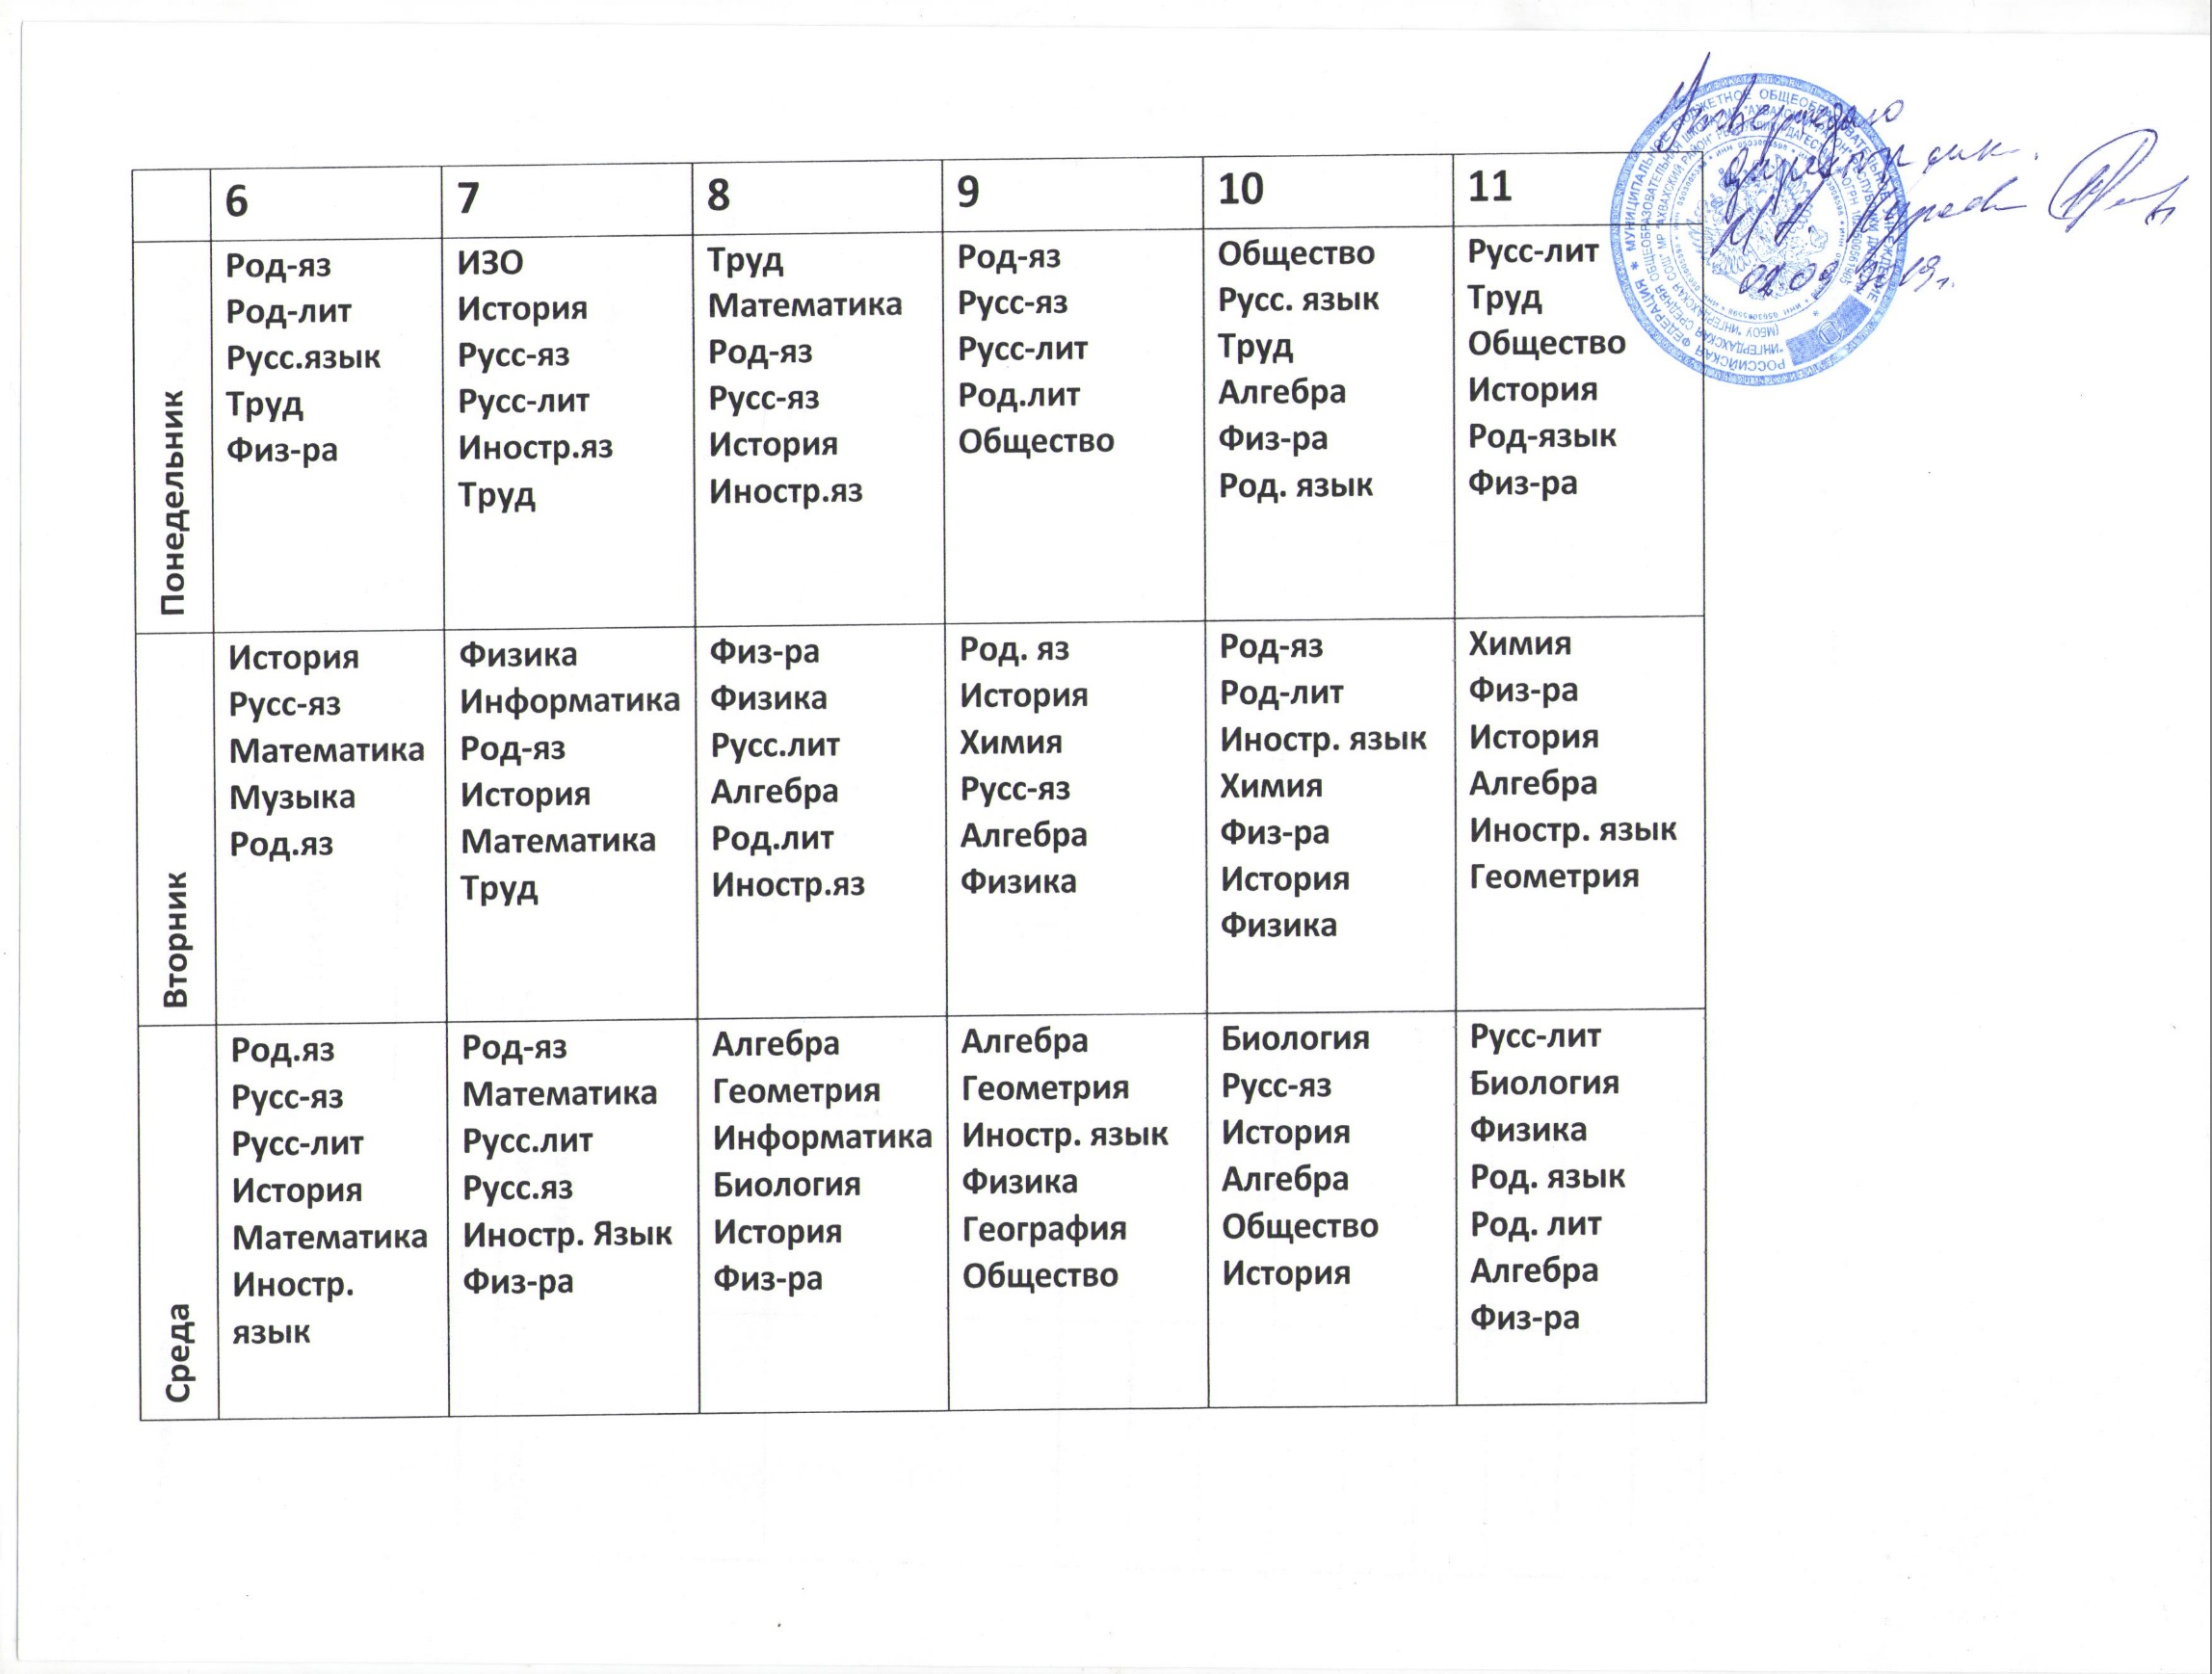 6
7
8
9
10
11
Понедельник
Род-яз
Род-лит
Русс.язык
Труд
Физ-ра
ИЗО
История
Русс-яз
Русс-лит
Иностр.яз
Труд
Труд
Математика
Род-яз
Русс-яз
История
Иностр.яз
Род-яз
Русс-яз
Русс-лит
Род.лит
Общество
Общество
Русс. язык
Труд
Алгебра
Физ-ра
Род. язык
Русс-лит
Труд
Общество
История
Род-язык
Физ-ра
Вторник
История
Русс-яз
Математика
Музыка
Род.яз
Физика
Информатика
Род-яз
История
Математика
Труд
Физ-ра
Физика
Русс.лит
Алгебра
Род.лит
Иностр.яз
Род. яз
История
Химия
Русс-яз
Алгебра
Физика
Род-яз
Род-лит
Иностр. язык
Химия
Физ-ра
История
Физика
Химия
Физ-ра
История
Алгебра
Иностр. язык
Геометрия
Среда
Род.яз
Русс-яз
Русс-лит
История
Математика
Иностр.
язык
Род-яз
Математика
Русс.лит
Русс.яз
Иностр. Язык
Физ-ра
Алгебра
Геометрия
Информатика
Биология
История
Физ-ра
Алгебра
Геометрия
Иностр. язык
Физика
География
Общество
Биология
Русс-яз
История
Алгебра
Общество
История
Русс-лит
Биология
Физика
Род. язык
Род. лит
Алгебра
Физ-ра
Утверждаю
РОССИЙСКАЯ ФЕДЕРАЦИЯ * МУНИЦИПАЛЬНОЕ БЮДЖЕТНОЕ ОБЩЕОБРАЗОВАТЕЛЬНОЕ УЧРЕЖДЕНИЕ